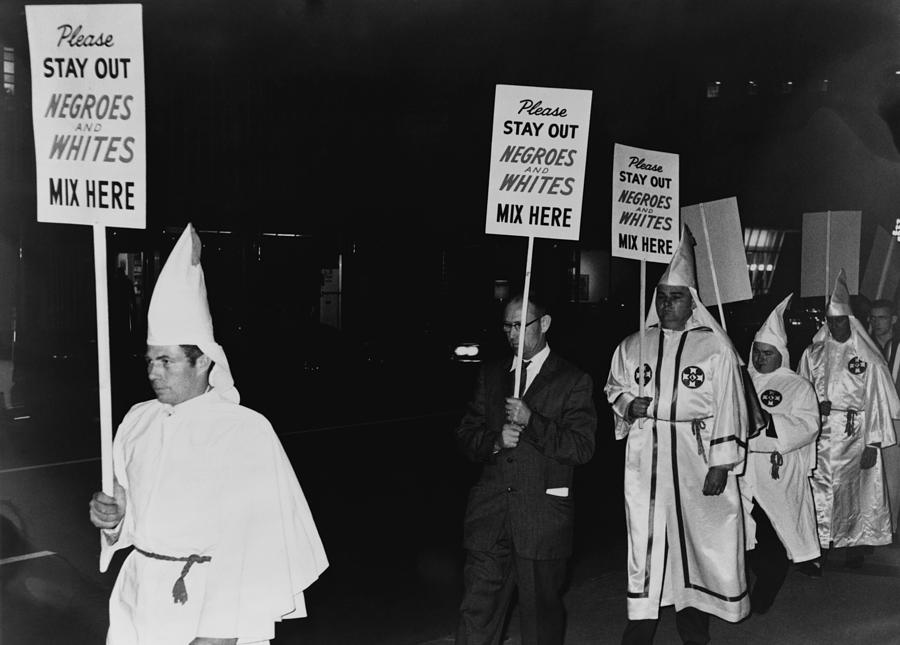 Please
STAY OUT
NEGROES
AND
WHITES
MIX HERE
Please
STAY OUT
NEGROES
AND
WHITES
MIX HERE
Please
STAY OUT
NEGROES
AND
WHITES
MIX HERE